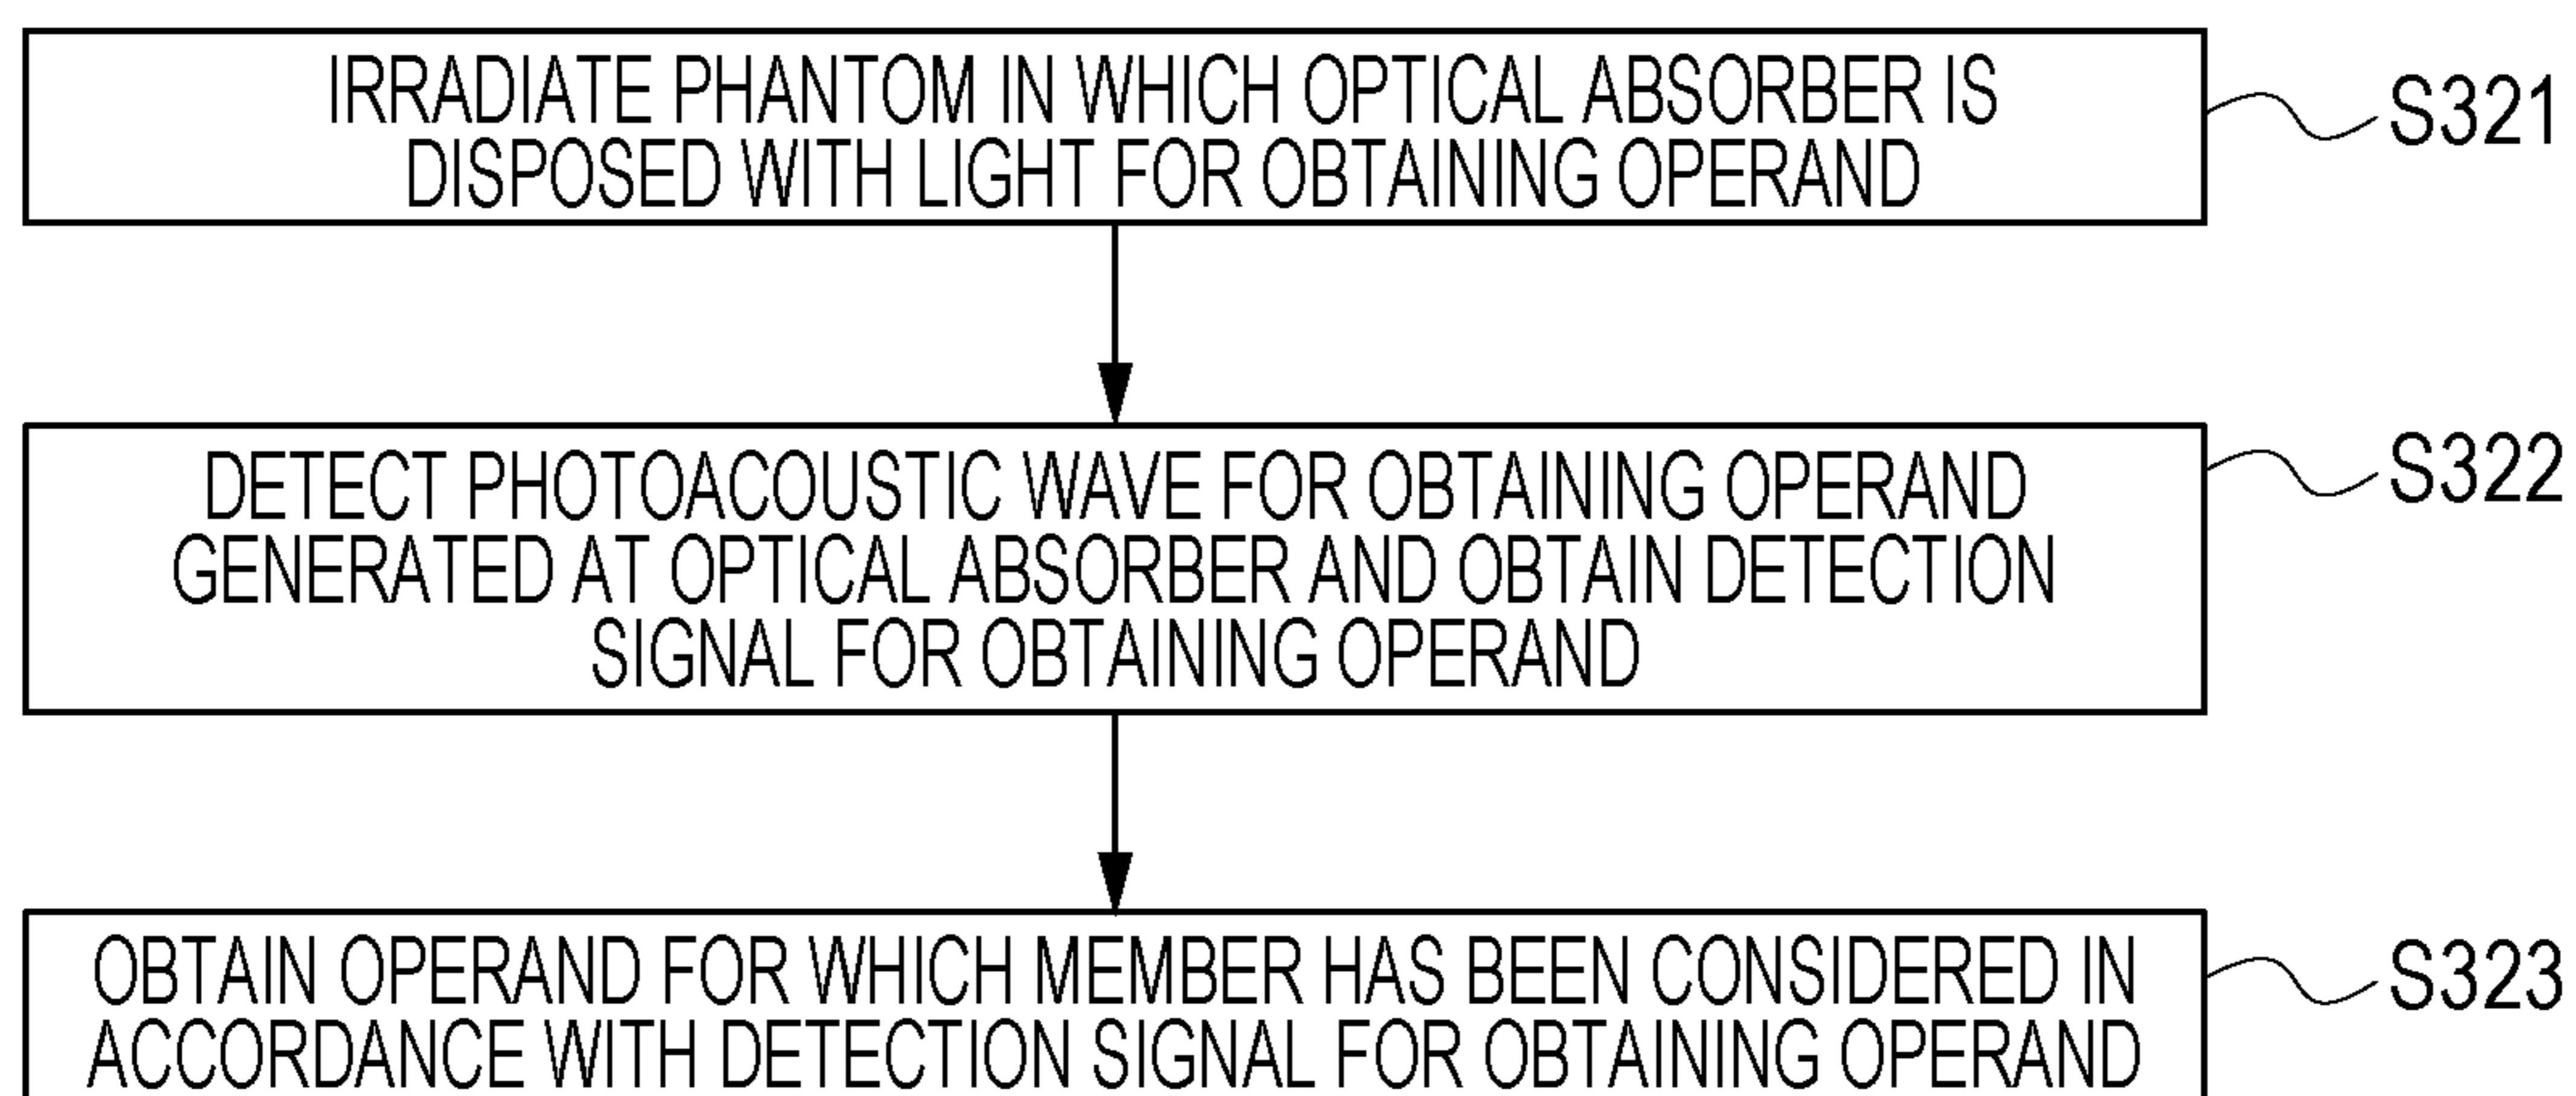 IRRADIATE PHANTOM IN WHICH OPTICAL ABSORBER IS
DISPOSED WITH LIGHT FOR OBTAINING OPERAND
S321
DETECT PHOTOACOUSTIC WAVE FOR OBTAINING OPERAND
GENERATED AT OPTICAL ABSORBER AND OBTAIN DETECTION
SIGNAL FOR OBTAINING OPERAND
S322
OBTAIN OPERAND FOR WHICH MEMBER HAS BEEN CONSIDERED IN
ACCORDANCE WITH DETECTION SIGNAL FOR OBTAINING OPERAND
S323